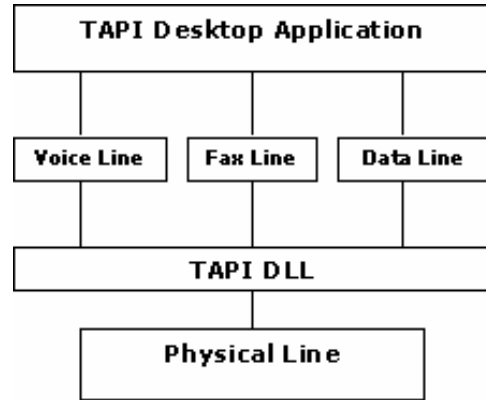 TAPI Desktop Application
Voice Line
Fax Line
Data Line
TAPI DLL
Physical Line